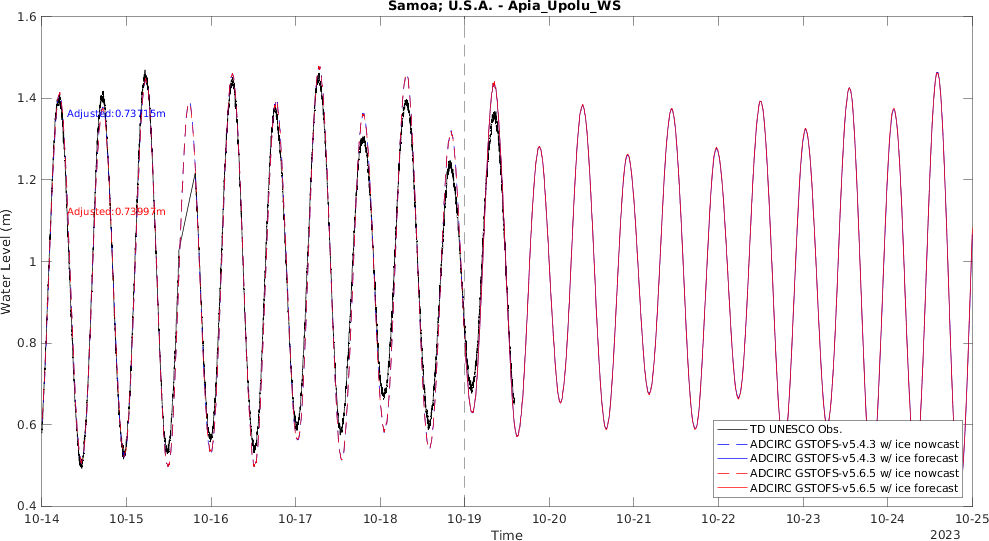 Samoa; U.S.A. - Apia_Upolu_WS
1.6
1.4
1.2
1
0.8
0.6
0.4
Water Level (m)
Adjusted:0.73715m
Adjusted:0.73997m
TD UNESCO Obs.
ADCIRC GSTOFS-v5.4.3 w/ ice nowcast
ADCIRC GSTOFS-v5.4.3 w/ ice forecast
ADCIRC GSTOFS-v5.6.5 w/ ice nowcast
ADCIRC GSTOFS-v5.6.5 w/ ice forecast
10-14 10-15 10-16 10-17 10-18 10-19 10-20 10-21 10-22 10-23 10-24 10-25
Time
2023